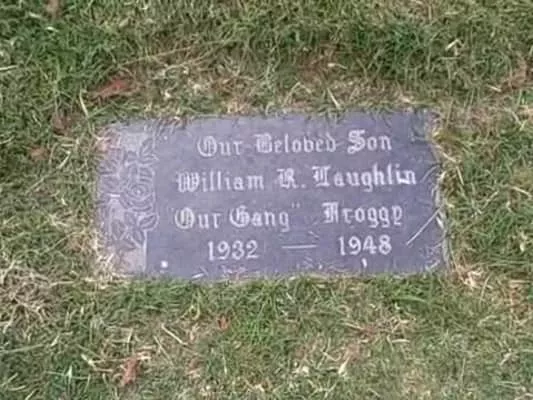 Our Beloved Son
William R. Laughlin
"Our Gang" Froggy
1932 — 1948